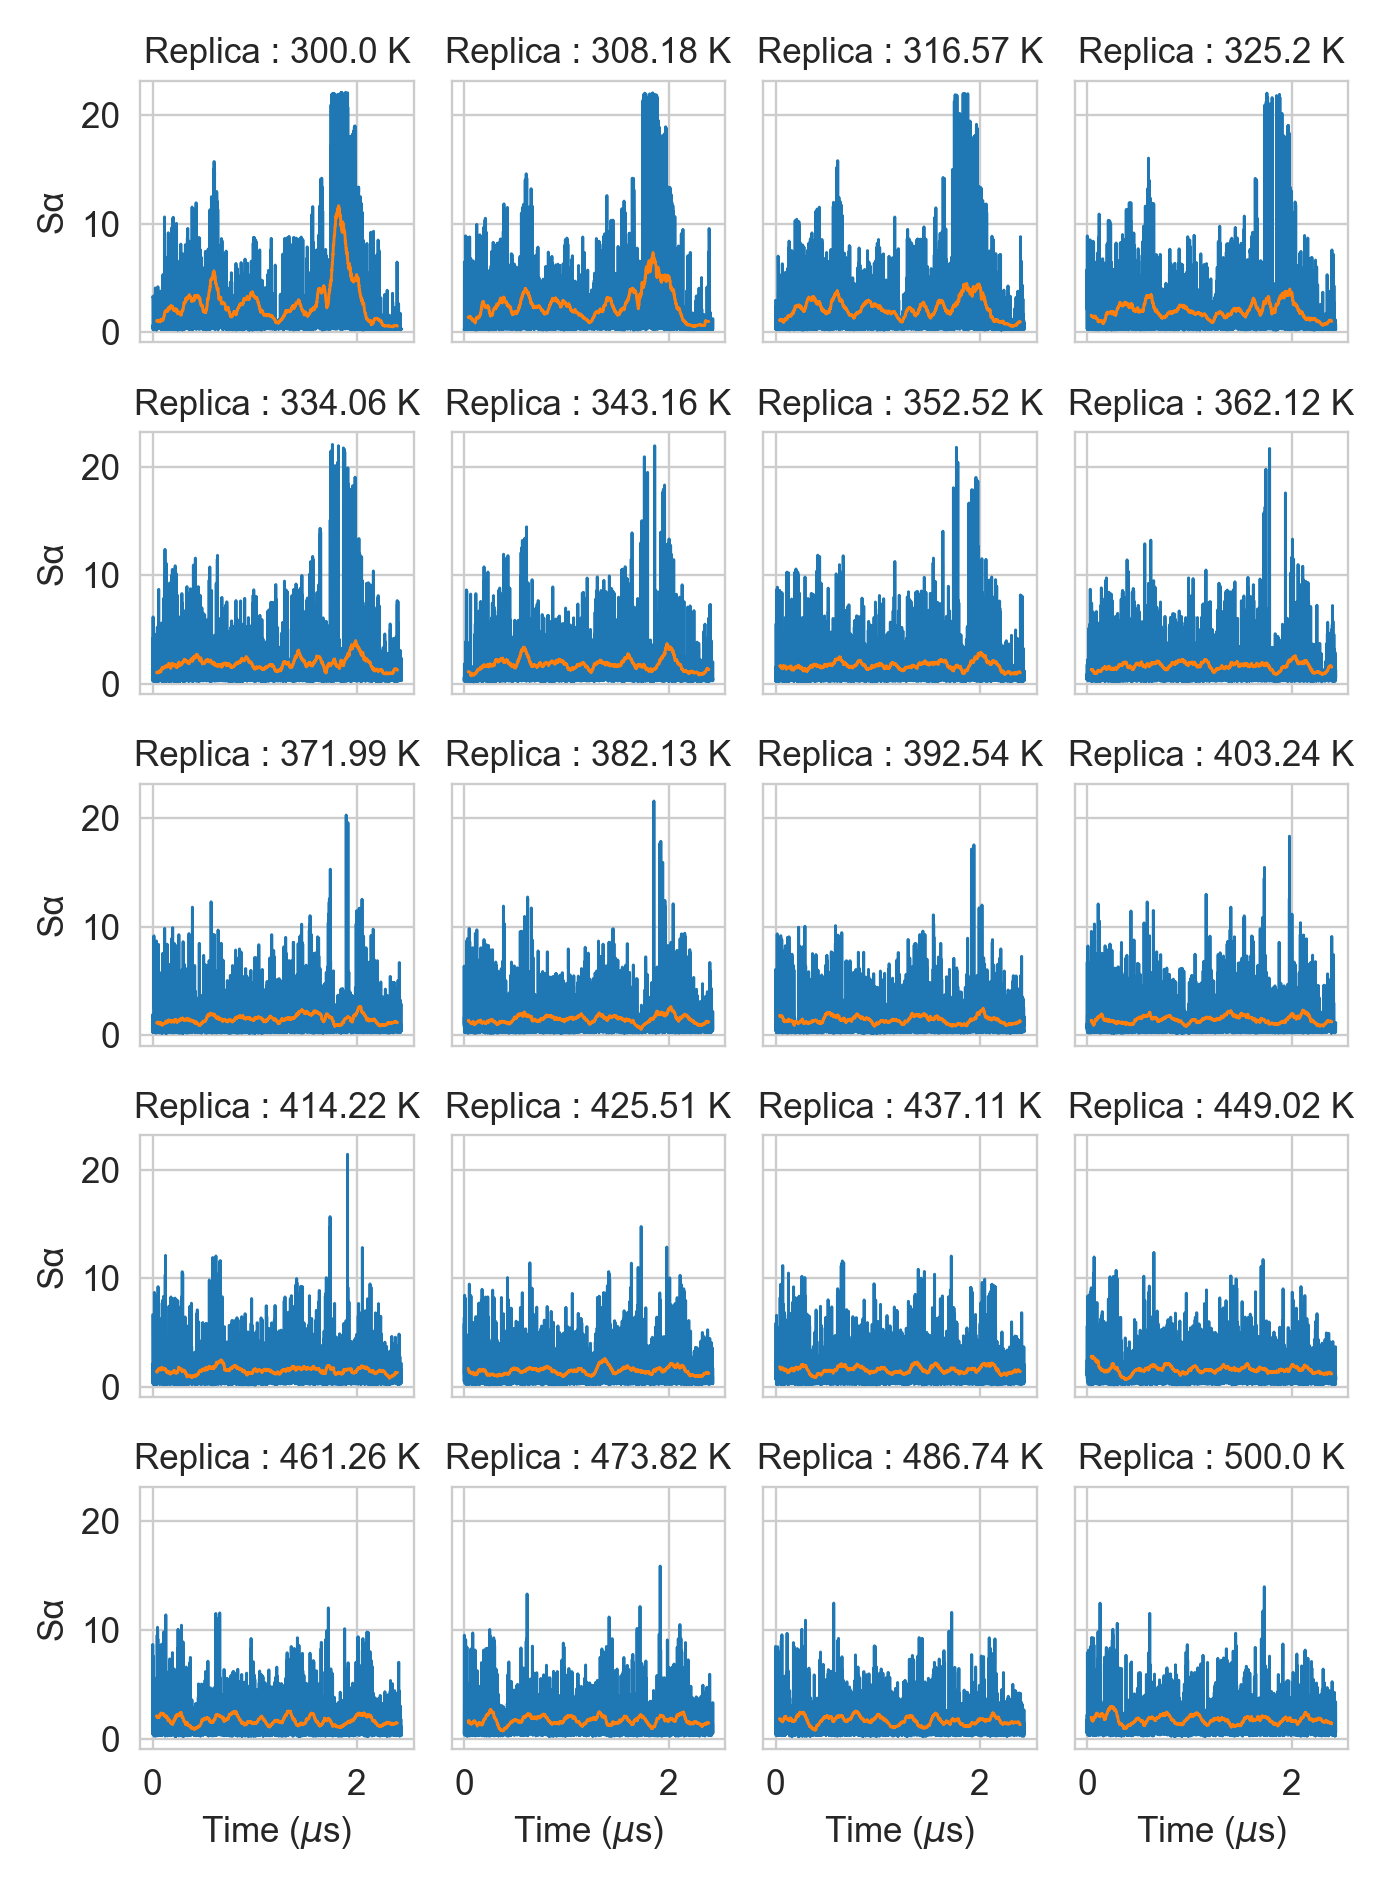 Replica : 300.0 K Replica : 308.18 K Replica : 316.57 K Replica : 325.2 K
20
10
0
Sα
Replica : 334.06 K Replica : 343.16 K Replica : 352.52 K Replica : 362.12 K
20
10
0
Sα
Replica : 371.99 K Replica : 382.13 K Replica : 392.54 K Replica : 403.24 K
20
10
0
Sα
Replica : 414.22 K Replica : 425.51 K Replica : 437.11 K Replica : 449.02 K
20
10
0
Sα
Replica : 461.26 K Replica : 473.82 K Replica : 486.74 K Replica : 500.0 K
20
10
0
Sα
0 2 0 2 0 2 0 2
Time (μs) Time (μs) Time (μs) Time (μs)